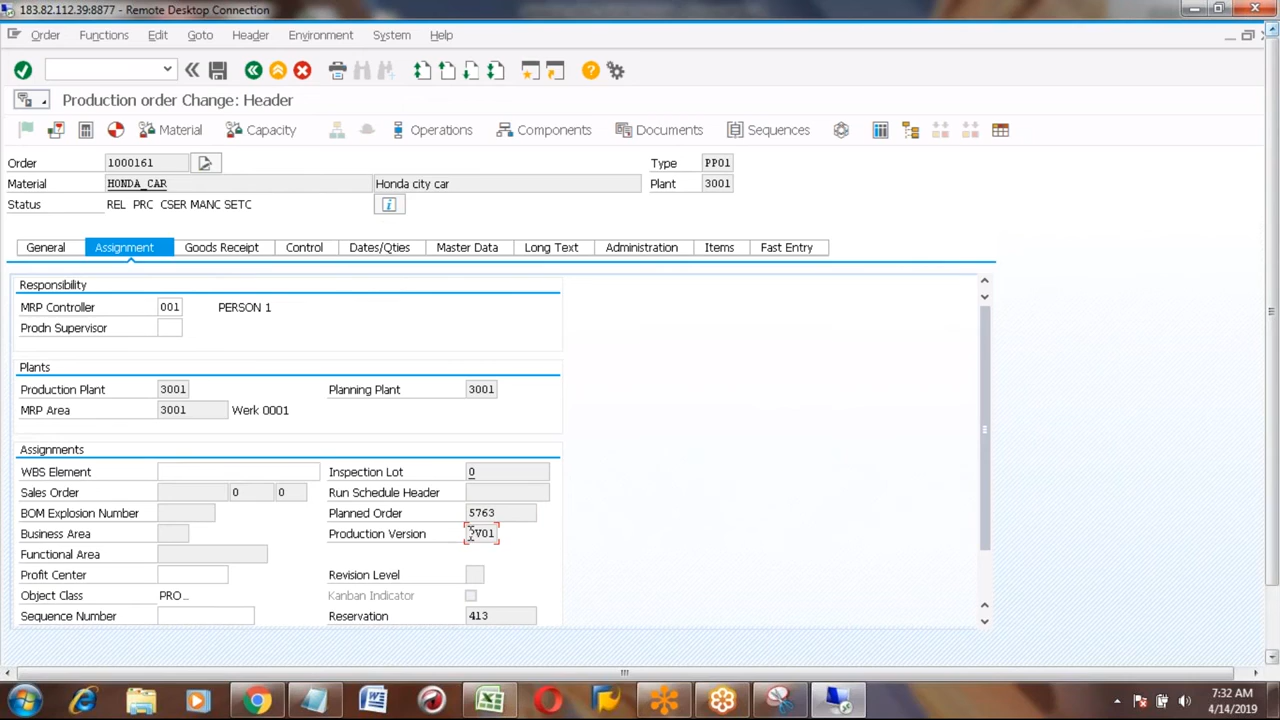 183.82.112.39:8877 - Remote Desktop Connection
Order Functions Edit Goto Header Environment System Help
Production order Change: Header
Material Capacity Operations Components Documents Sequences
Order 1000161 Type PP01
Material HONDA_CAR Honda city car Plant 3001
Status REL PRC CSER MANC SETC
General Assignment Goods Receipt Control Dates/Qties Master Data Long Text Administration Items Fast Entry
Responsibility
MRP Controller 001 PERSON 1
Prodn Supervisor
Plants
Production Plant 3001 Planning Plant 3001
MRP Area 3001 Werk 0001
Assignments
WBS Element Inspection Lot 0
Sales Order 0 0 Run Schedule Header
BOM Explosion Number Planned Order 5763
Business Area Production Version
Functional Area
Profit Center Revision Level
Object Class PRO... Kanban Indicator
Sequence Number Reservation 413
7:32 AM
4/14/2019